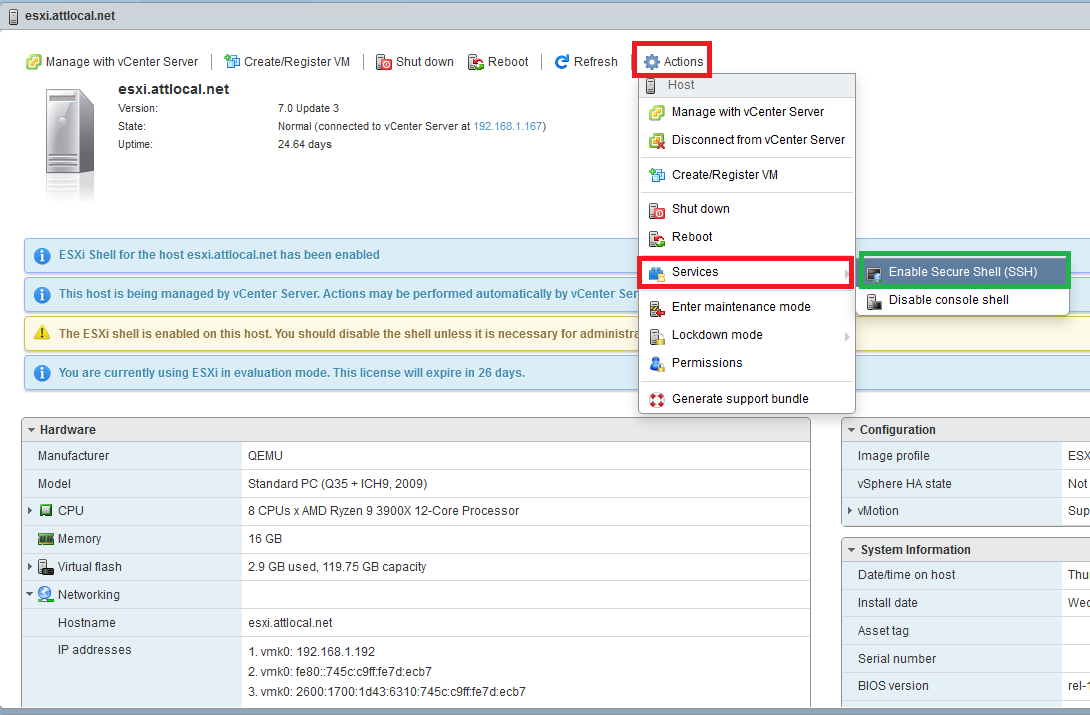 esxi.attlocal.net
Manage with vCenter Server Create/Register VM Shut down Reboot Refresh Actions
esxi.attlocal.net
Version: 7.0 Update 3
State: Normal (connected to vCenter Server at 192.168.1.167)
Uptime: 24.64 days
Host
Manage with vCenter Server
Disconnect from vCenter Server
Create/Register VM
Shut down
Reboot
Services
Enter maintenance mode
Lockdown mode
Permissions
Generate support bundle
Enable Secure Shell (SSH)
Disable console shell
ESXi Shell for the host esxi.attlocal.net has been enabled
This host is being managed by vCenter Server. Actions may be performed automatically by vCenter Ser
The ESXi shell is enabled on this host. You should disable the shell unless it is necessary for administra
You are currently using ESXi in evaluation mode. This license will expire in 26 days.
Hardware
Manufacturer QEMU
Model Standard PC (Q35 + ICH9, 2009)
CPU 8 CPUs x AMD Ryzen 9 3900X 12-Core Processor
Memory 16 GB
Virtual flash 2.9 GB used, 119.75 GB capacity
Networking
Hostname esxi.attlocal.net
IP addresses 1. vmk0: 192.168.1.192
2. vmk0: fe80::745c:c9ff:fe7d:ecb7
3. vmk0: 2600:1700:1d43:6310:745c:c9ff:fe7d:ecb7
Configuration
Image profile ESX
vSphere HA state Not
vMotion Sup
System Information
Date/time on host Thu
Install date Wed
Asset tag
Serial number
BIOS version rel-1